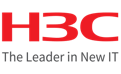 H3C
The Leader in New IT